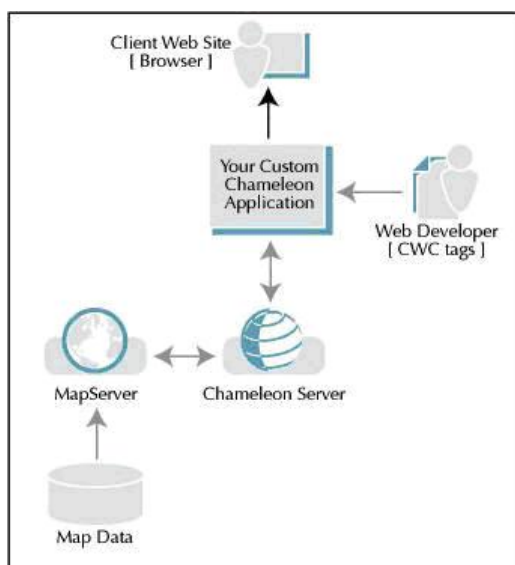 Client Web Site
[ Browser ]
Your Custom
Chameleon
Application
Web Developer
[ CWC tags ]
MapServer
Chameleon Server
Map Data